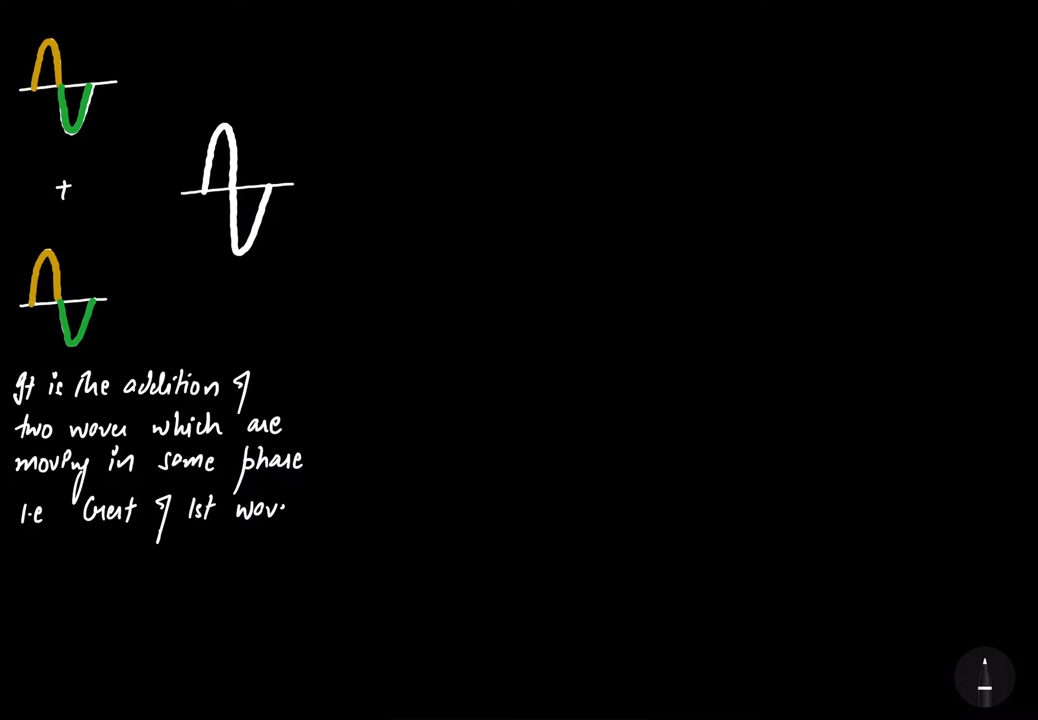 +
It is the addition of
two waves which are
moving in same phase
i.e Crest of 1st wav